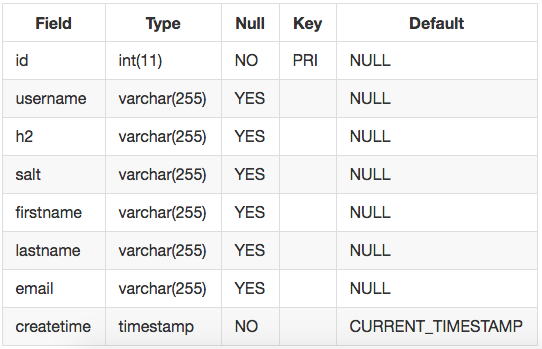 Field Type Null Key Default
id int(11) NO PRI NULL
username varchar(255) YES NULL
h2 varchar(255) YES NULL
salt varchar(255) YES NULL
firstname varchar(255) YES NULL
lastname varchar(255) YES NULL
email varchar(255) YES NULL
createtime timestamp NO CURRENT_TIMESTAMP